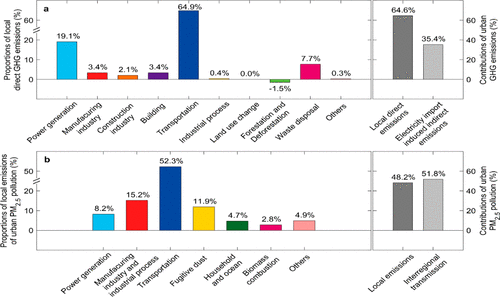 a
Proportions of local
direct GHG emissions (%)
60
40
20
10
0
19.1%
3.4%
2.1%
3.4%
64.9%
0.4%
0.0%
-1.5%
7.7%
0.3%
Power generation
Manufacuring
industry
Construction
industry
Building
Transportation
Industrial process
Land use change
Forestation and
Deforestation
Waste disposal
Others
64.6%
35.4%
60
40
20
0
Contributions of urban
GHG emissions (%)
Local direct
emissions
Electricity import
induced indirect
emissions
b
Proportions of local emissions
of urban PM2.5 pollution (%)
60
40
20
10
0
8.2%
15.2%
52.3%
11.9%
4.7%
2.8%
4.9%
Power generation
Manufacuring
industry and
industrial process
Transportation
Fugitive dust
Household
and ocean
Biomass
combustion
Others
48.2%
51.8%
60
40
20
0
Contributions of urban
PM2.5 pollution (%)
Local emissions
Interregional
transmission